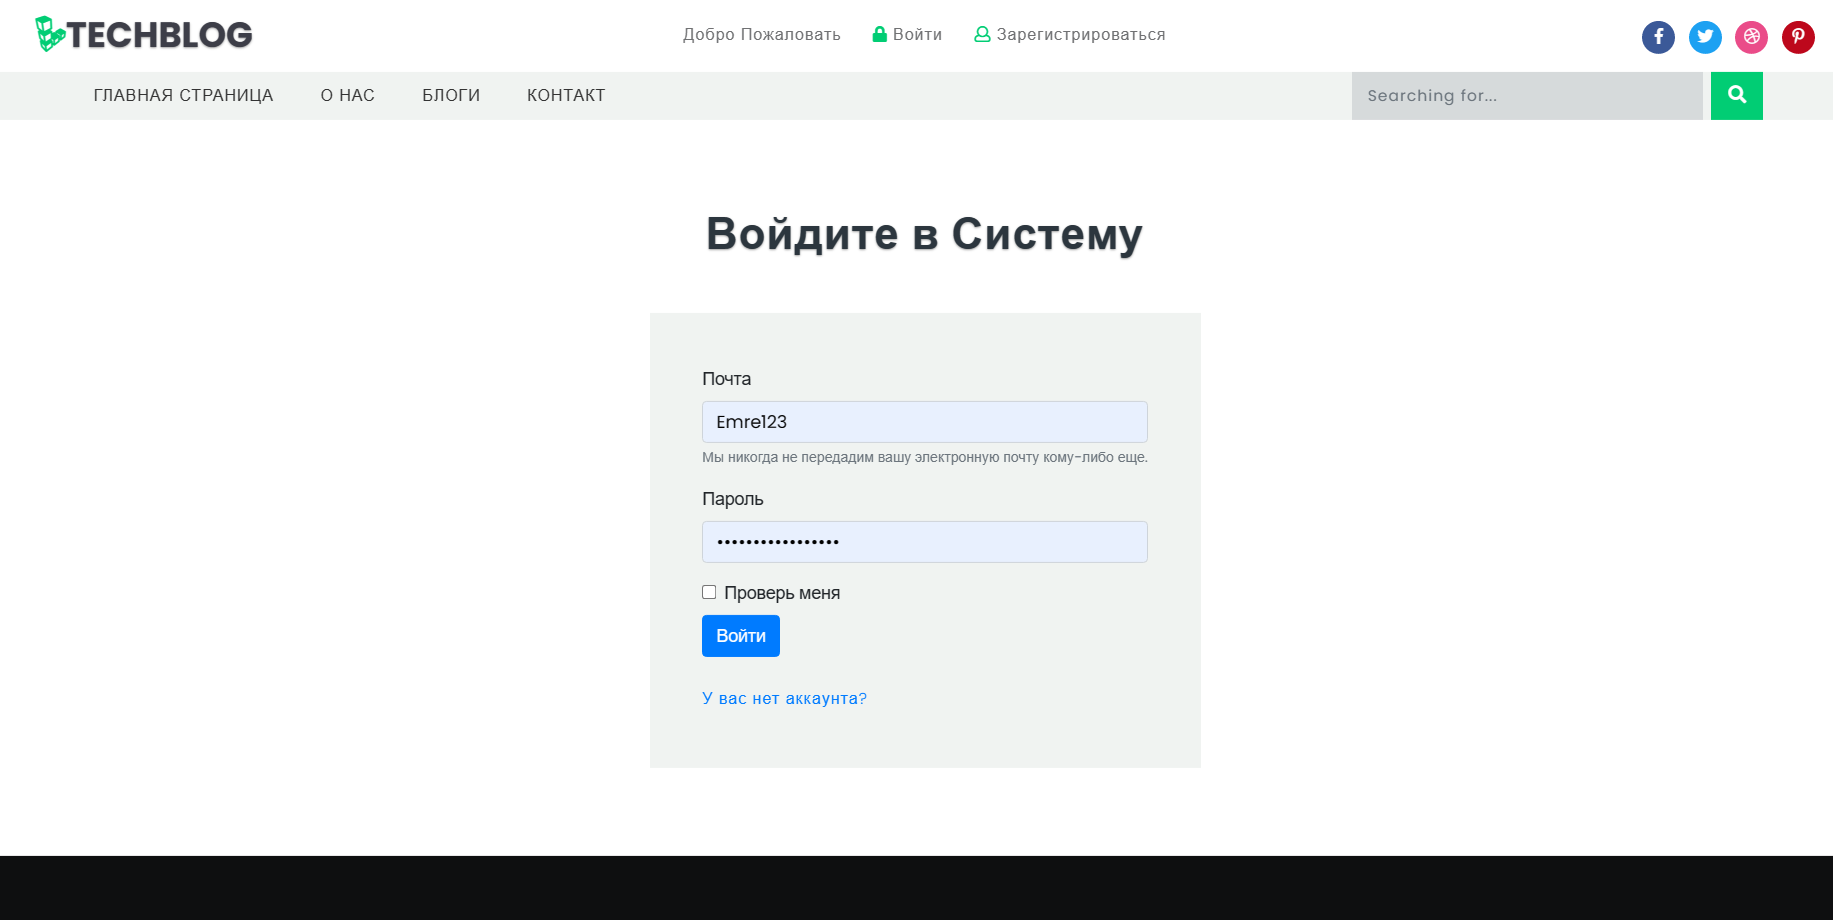 TECHBLOG
Добро Пожаловать Войти Зарегистрироваться
ГЛАВНАЯ СТРАНИЦА О НАС БЛОГИ КОНТАКТ Searching for...
Войдите в Систему
Почта
Emre123
Мы никогда не передадим вашу электронную почту кому-либо еще.
Пароль
•••••••••••••••••
Проверь меня
Войти
У вас нет аккаунта?